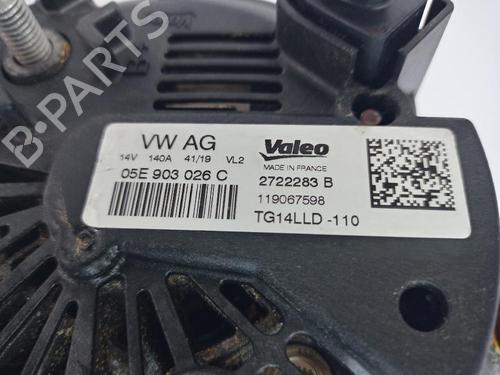 B-PARTS
VW AG
14V 140A 41/19 VL2
05E 903 026 C
Valeo
MADE IN FRANCE
2722283 B
119067598
TG14LLD -110